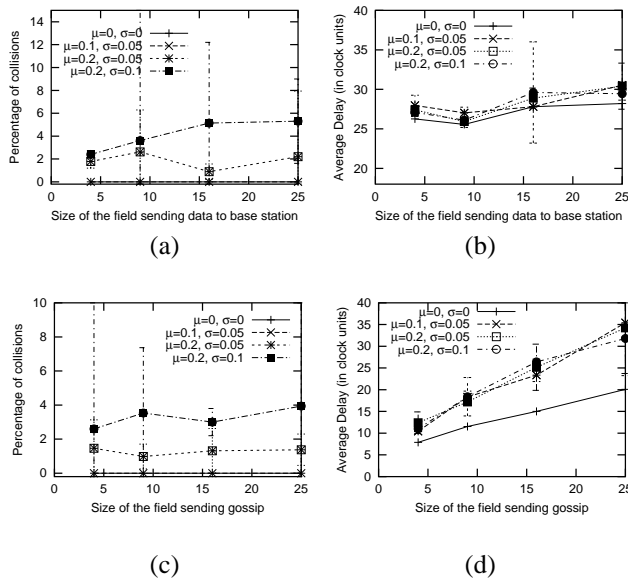 Percentage of collisions
14
12
10
8
6
4
2
0
μ=0, σ=0
μ=0.1, σ=0.05
μ=0.2, σ=0.05
μ=0.2, σ=0.1
0 5 10 15 20 25
Size of the field sending data to base station
(a)
Average Delay (in clock units)
35
30
25
20
μ=0, σ=0
μ=0.1, σ=0.05
μ=0.2, σ=0.05
μ=0.2, σ=0.1
0 5 10 15 20 25
Size of the field sending data to base station
(b)
Percentage of collisions
10
8
6
4
2
0
μ=0, σ=0
μ=0.1, σ=0.05
μ=0.2, σ=0.05
μ=0.2, σ=0.1
0 5 10 15 20 25
Size of the field sending gossip
(c)
Average Delay (in clock units)
40
35
30
25
20
15
10
5
0
μ=0, σ=0
μ=0.1, σ=0.05
μ=0.2, σ=0.05
μ=0.2, σ=0.1
0 5 10 15 20 25
Size of the field sending gossip
(d)